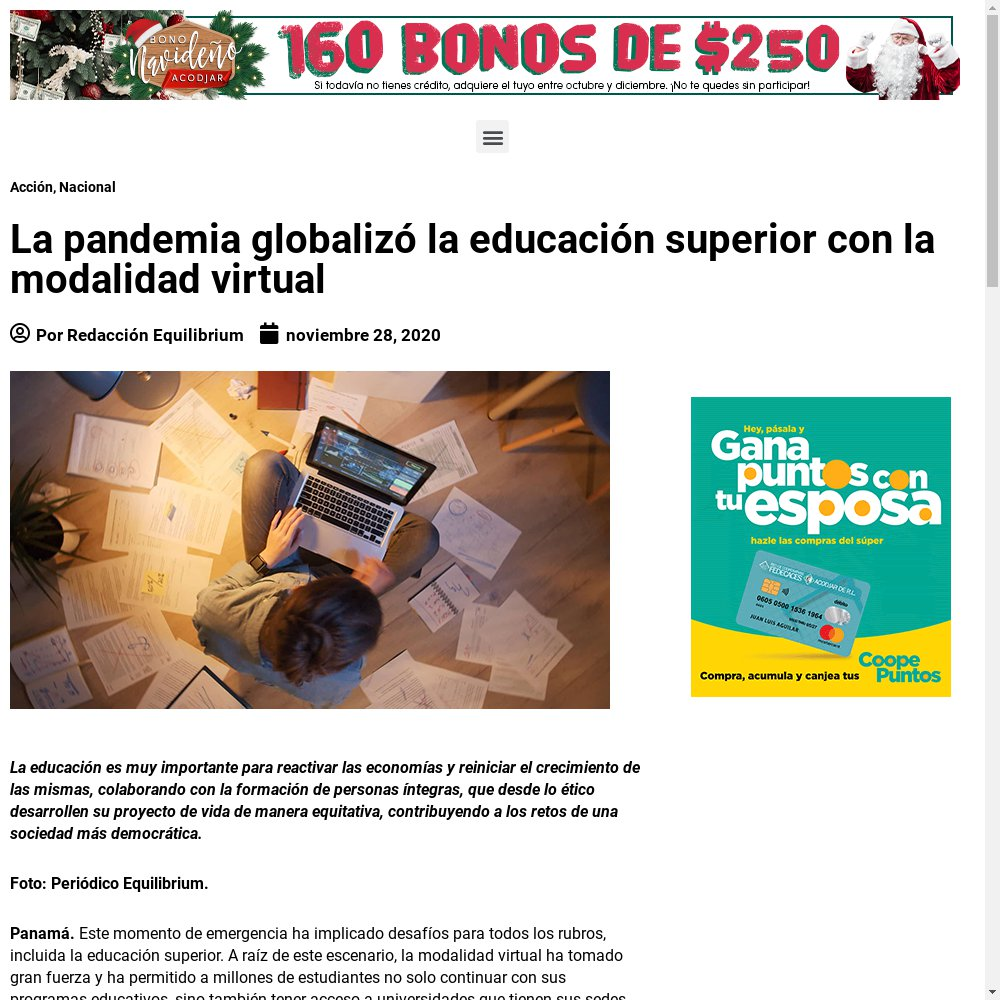 BONO
Navideño
ACODJAR
160 BONOS DE $250
Si todavía no tienes crédito, adquiere el tuyo entre octubre y diciembre. ¡No te quedes sin participar!
Acción, Nacional
La pandemia globalizó la educación superior con la
modalidad virtual
Por Redacción Equilibrium noviembre 28, 2020
Hey, pásala y
Gana
puntos con
tu esposa
hazle las compras del súper
FEDECACES ACODJAR DE R.L.
0605 0500 1836 1964
débito
JUAN LUIS AGUILAR
mastercard
Compra, acumula y canjea tus
Coope
Puntos
La educación es muy importante para reactivar las economías y reiniciar el crecimiento de
las mismas, colaborando con la formación de personas íntegras, que desde lo ético
desarrollen su proyecto de vida de manera equitativa, contribuyendo a los retos de una
sociedad más democrática.
Foto: Periódico Equilibrium.
Panamá. Este momento de emergencia ha implicado desafíos para todos los rubros,
incluida la educación superior. A raíz de este escenario, la modalidad virtual ha tomado
gran fuerza y ha permitido a millones de estudiantes no solo continuar con sus
programas educativos, sino también tener acceso a universidades que tienen sus sedes